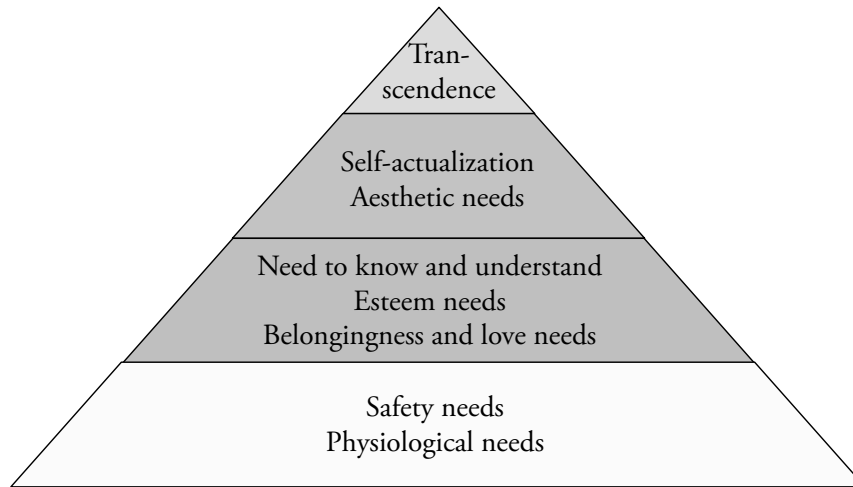 Tran-
scendence
Self-actualization
Aesthetic needs
Need to know and understand
Esteem needs
Belongingness and love needs
Safety needs
Physiological needs